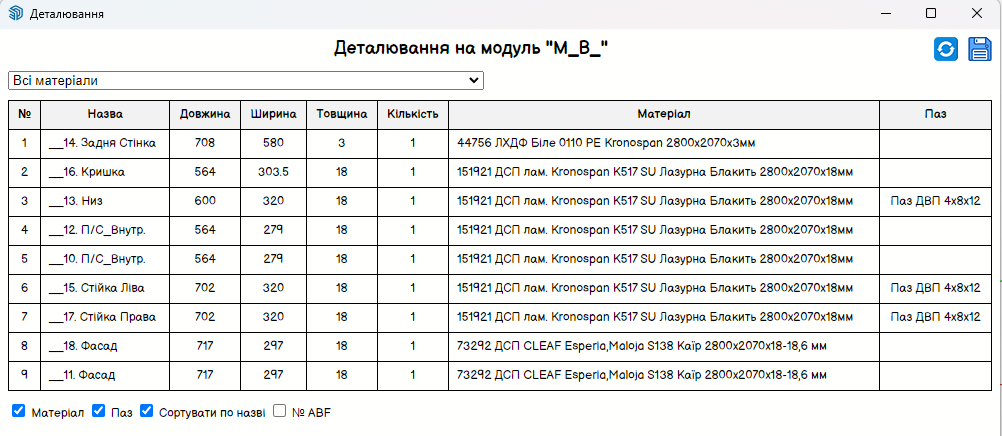 Деталювання
Деталювання на модуль "M_B_"
Всі матеріали
№ Назва Довжина Ширина Товщина Кількість Матеріал Паз
1 __14. Задня Стінка 708 580 3 1 44756 ЛХДФ Біле 0110 PE Kronospan 2800x2070x3мм
2 __16. Кришка 564 303.5 18 1 151921 ДСП лам. Kronospan K517 SU Лазурна Блакить 2800x2070x18мм
3 __13. Низ 600 320 18 1 151921 ДСП лам. Kronospan K517 SU Лазурна Блакить 2800x2070x18мм Паз ДВП 4x8x12
4 __12. П/С_Внутр. 564 279 18 1 151921 ДСП лам. Kronospan K517 SU Лазурна Блакить 2800x2070x18мм
5 __10. П/С_Внутр. 564 279 18 1 151921 ДСП лам. Kronospan K517 SU Лазурна Блакить 2800x2070x18мм
6 __15. Стійка Ліва 702 320 18 1 151921 ДСП лам. Kronospan K517 SU Лазурна Блакить 2800x2070x18мм Паз ДВП 4x8x12
7 __17. Стійка Права 702 320 18 1 151921 ДСП лам. Kronospan K517 SU Лазурна Блакить 2800x2070x18мм Паз ДВП 4x8x12
8 __18. Фасад 717 297 18 1 73292 ДСП CLEAF Esperia,Maloja S138 Каїр 2800x2070x18-18,6 мм
9 __11. Фасад 717 297 18 1 73292 ДСП CLEAF Esperia,Maloja S138 Каїр 2800x2070x18-18,6 мм
Матеріал Паз Сортувати по назві № ABF